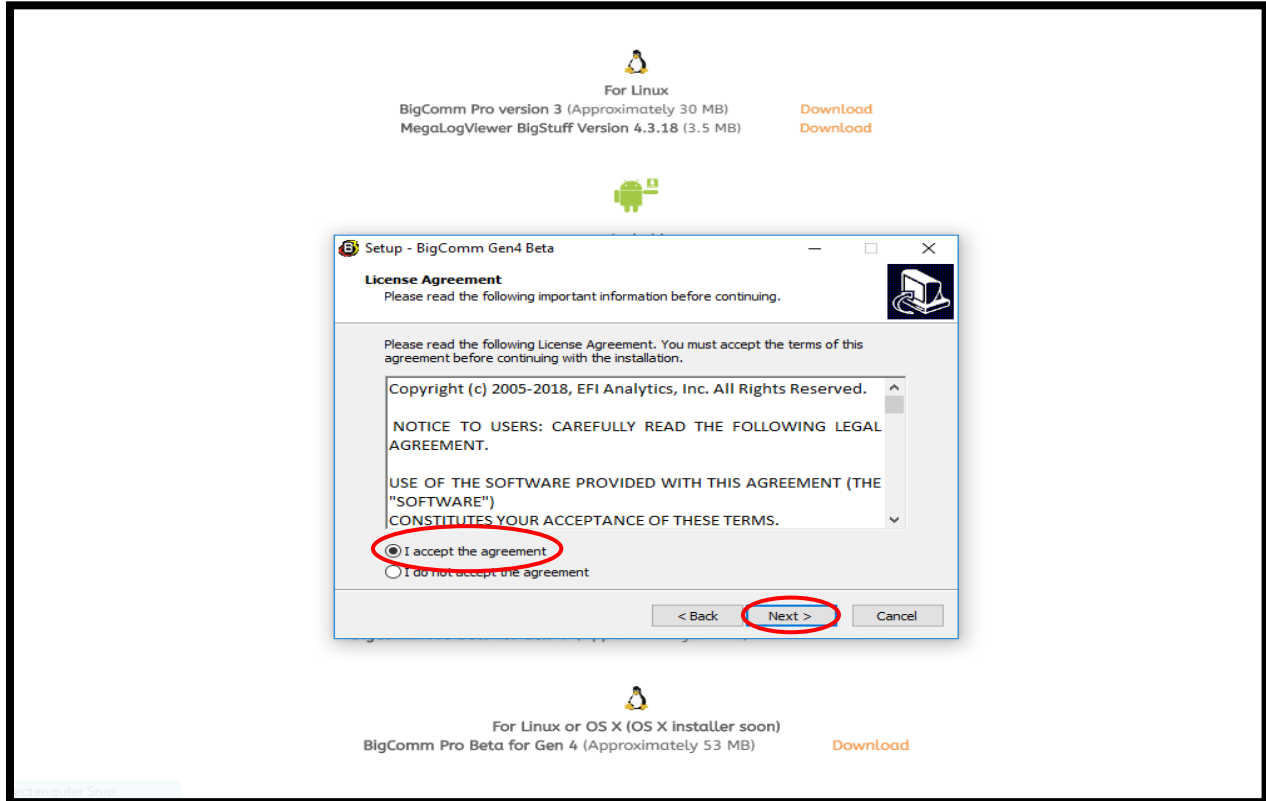 For Linux
BigComm Pro version 3 (Approximately 30 MB) Download
MegaLogViewer BigStuff Version 4.3.18 (3.5 MB) Download
Setup - BigComm Gen4 Beta
License Agreement
Please read the following important information before continuing.
Please read the following License Agreement. You must accept the terms of this
agreement before continuing with the installation.
Copyright (c) 2005-2018, EFI Analytics, Inc. All Rights Reserved.
NOTICE TO USERS: CAREFULLY READ THE FOLLOWING LEGAL
AGREEMENT.
USE OF THE SOFTWARE PROVIDED WITH THIS AGREEMENT (THE
"SOFTWARE")
CONSTITUTES YOUR ACCEPTANCE OF THESE TERMS.
I accept the agreement
I do not accept the agreement
< Back Next > Cancel
For Linux or OS X (OS X installer soon)
BigComm Pro Beta for Gen 4 (Approximately 53 MB) Download
ectangular Snip